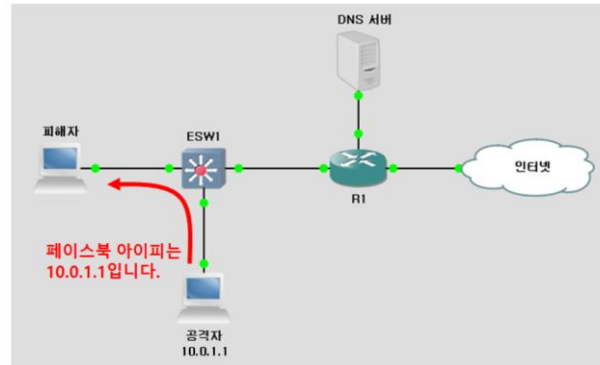 DNS 서버
피해자
ESW1
인터넷
R1
페이스북 아이피는
10.0.1.1입니다.
공격자
10.0.1.1